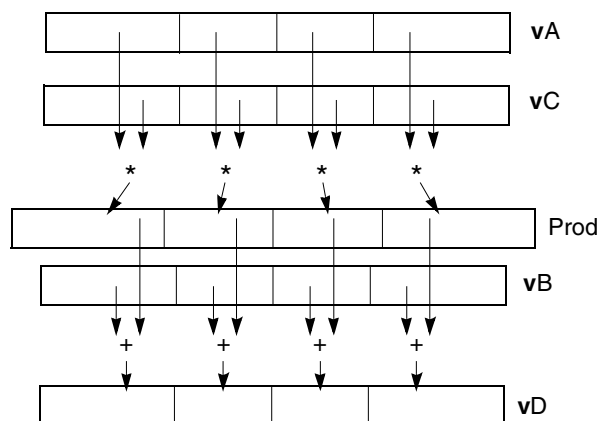 vA
vC
* * * *
Prod
vB
+ + + +
vD